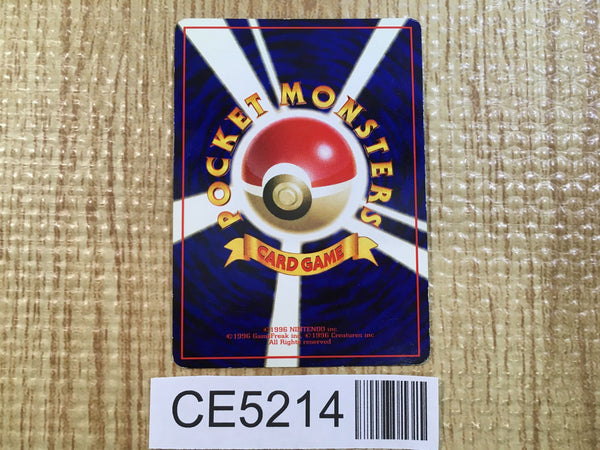 POCKET MONSTERS
CARD GAME
©1996 NINTENDO inc.
©1996 Game Freak inc. ©1996 Creatures inc.
All Rights reserved
CE5214